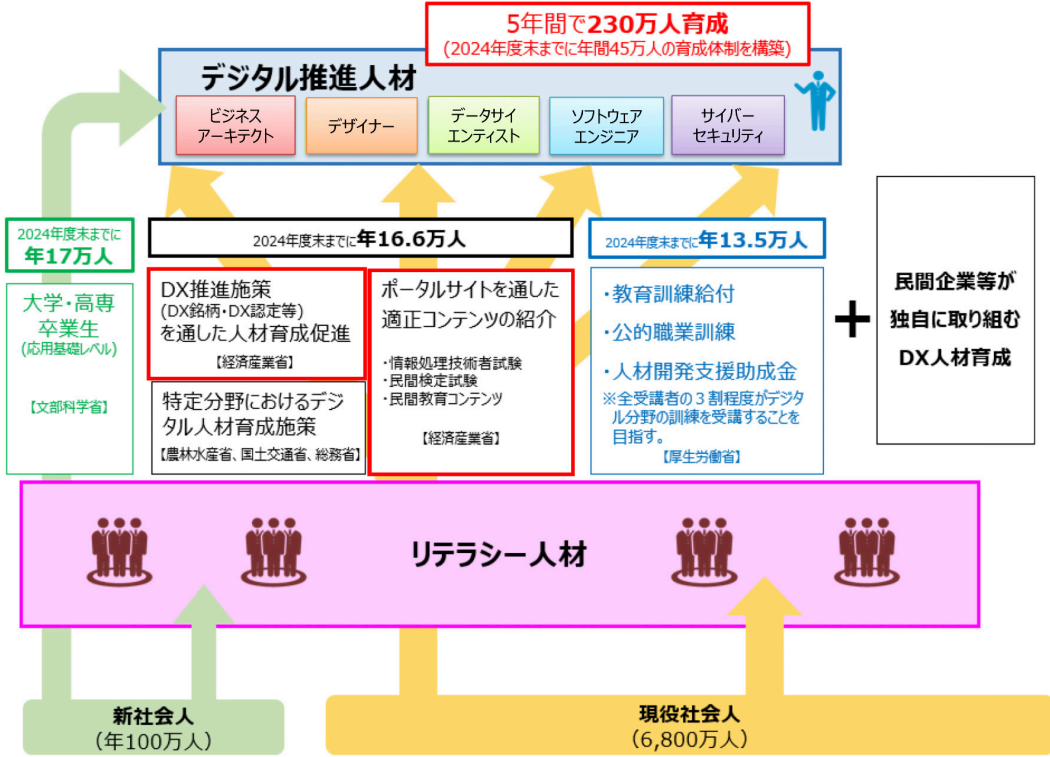 5年間で230万人育成
(2024年度末までに年間45万人の育成体制を構築)
デジタル推進人材
ビジネス
アーキテクト
デザイナー
データサイ
エンティスト
ソフトウェア
エンジニア
サイバー
セキュリティ
2024年度末までに
年17万人
大学・高専
卒業生
(応用基礎レベル)
【文部科学省】
2024年度末までに年16.6万人
DX推進施策
(DX銘柄・DX認定等)
を通した人材育成促進
【経済産業省】
特定分野におけるデジ
タル人材育成施策
【農林水産省、国土交通省、総務省】
ポータルサイトを通した
適正コンテンツの紹介
・情報処理技術者試験
・民間検定試験
・民間教育コンテンツ
【経済産業省】
2024年度末までに年13.5万人
・教育訓練給付
・公的職業訓練
・人材開発支援助成金
※全受講者の３割程度がデジタ
ル分野の訓練を受講することを
目指す。
【厚生労働省】
+
民間企業等が
独自に取り組む
DX人材育成
リテラシー人材
新社会人
(年100万人)
現役社会人
(6,800万人)